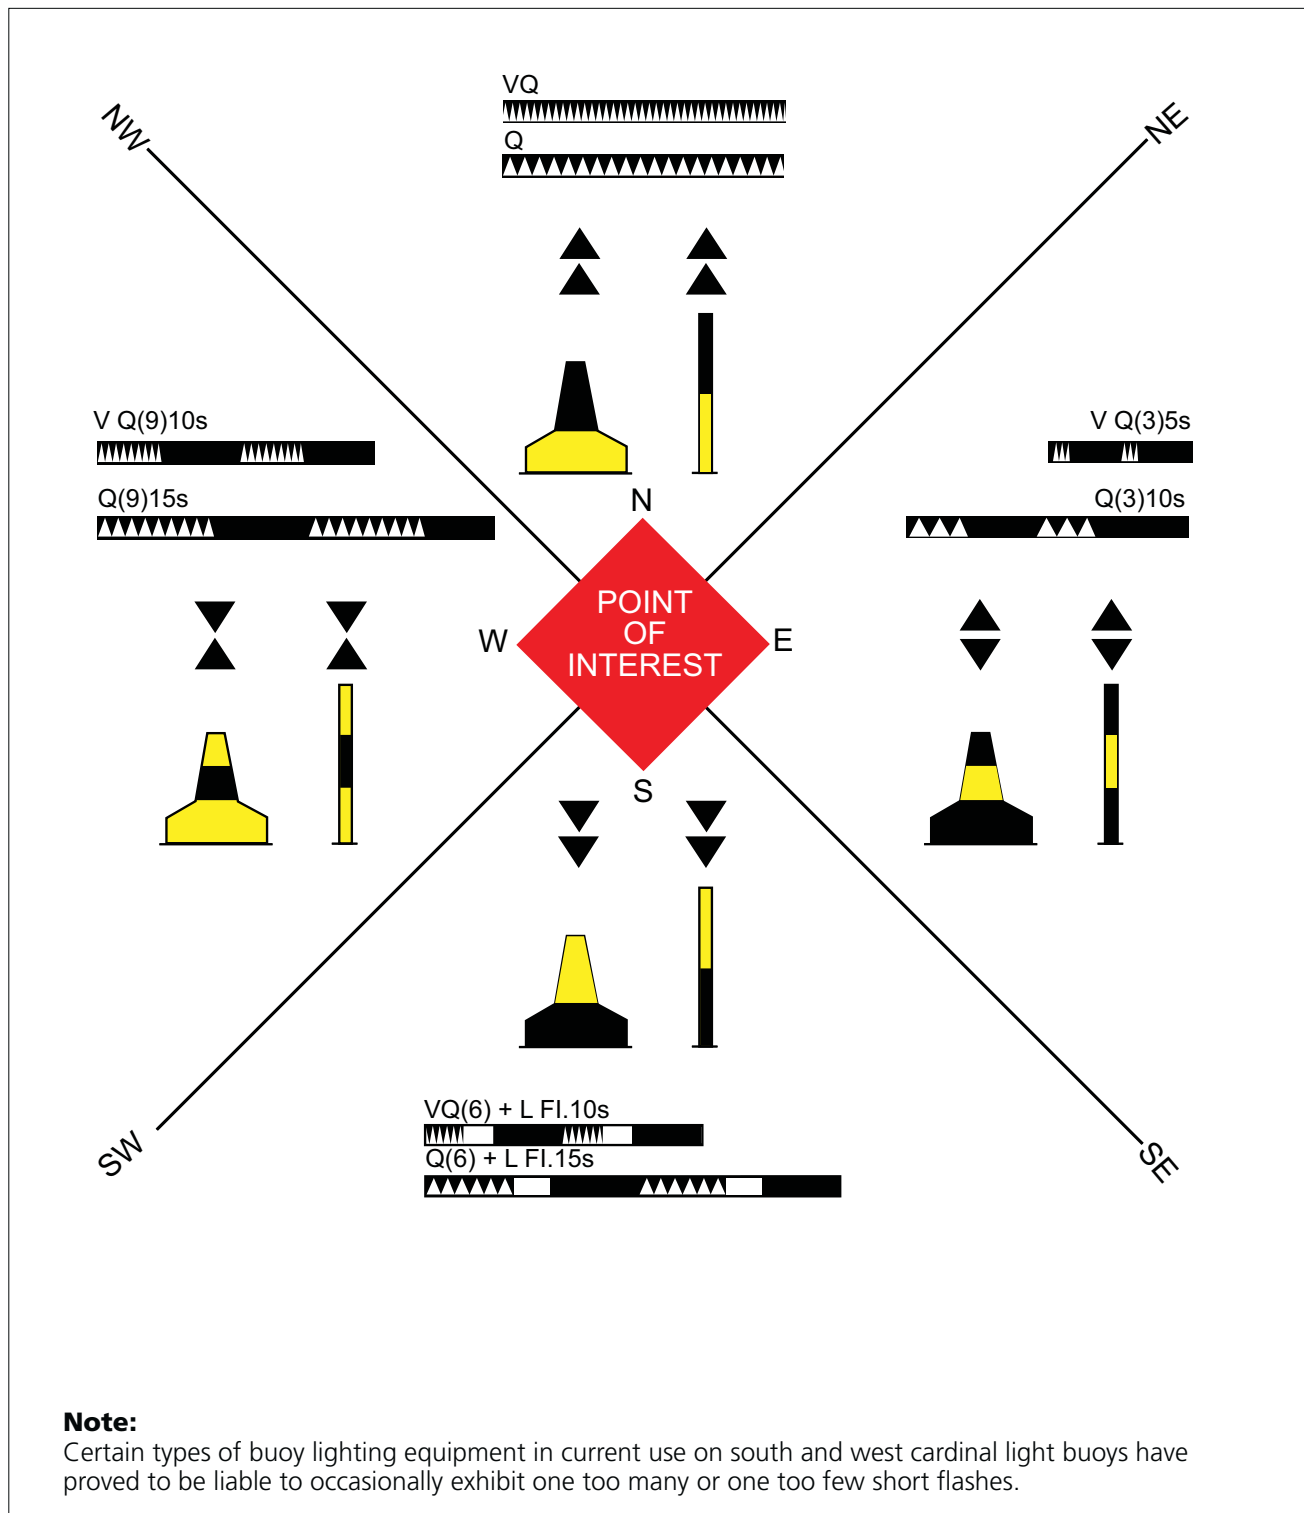 VQ
Q
NW
NE
V Q(9)10s
Q(9)15s
V Q(3)5s
Q(3)10s
N
W
POINT
OF
INTEREST
E
S
VQ(6) + L Fl.10s
Q(6) + L Fl.15s
SW
SE
Note:
Certain types of buoy lighting equipment in current use on south and west cardinal light buoys have
proved to be liable to occasionally exhibit one too many or one too few short flashes.